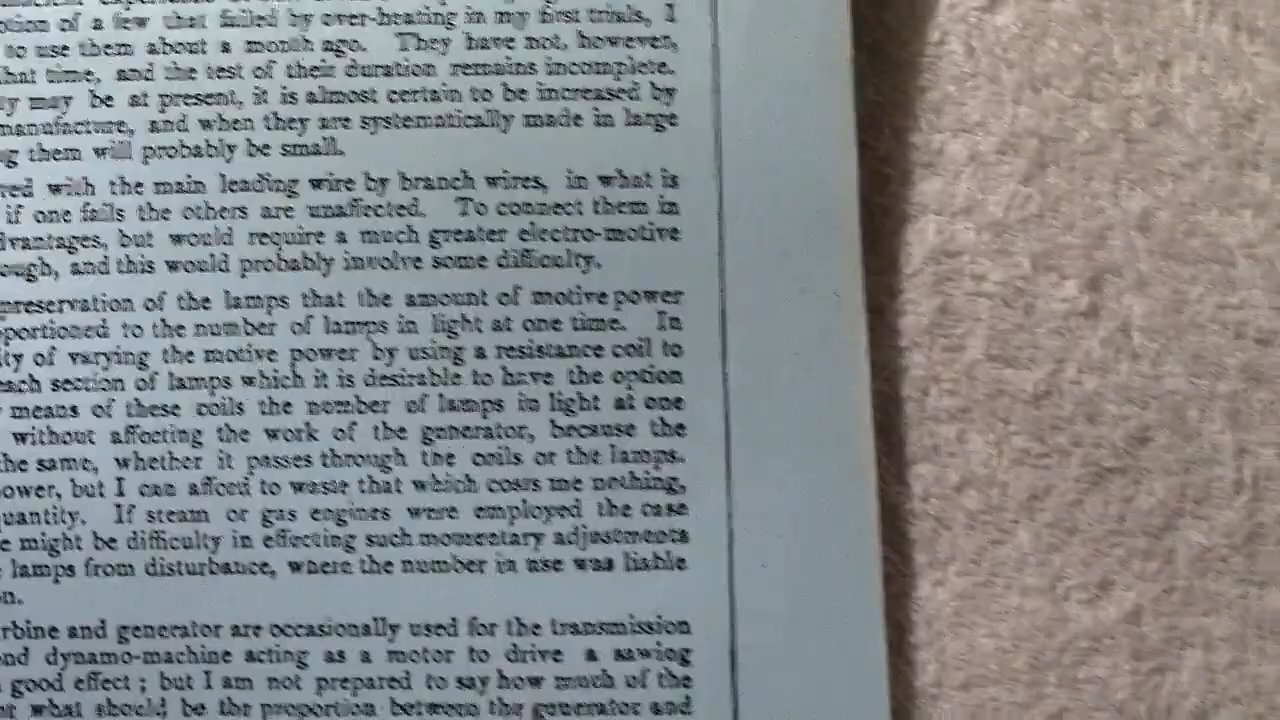 of a few that failed by over-heating in my first trials, I
to use them about a month ago. They have not, however,
hat time, and the test of their duration remains incomplete.
y may be at present, it is almost certain to be increased by
manufacture, and when they are systematically made in large
g them will probably be small.
ed with the main leading wire by branch wires, in what is
if one fails the others are unaffected. To connect them in
dvantages, but would require a much greater electro-motive
ough, and this would probably involve some difficulty.
preservation of the lamps that the amount of motive power
portioned to the number of lamps in light at one time. In
ty of varying the motive power by using a resistance coil to
each section of lamps which it is desirable to have the option
means of these coils the number of lamps in light at one
without affecting the work of the generator, because the
he same, whether it passes through the coils or the lamps.
ower, but I can afford to waste that which costs me nothing,
uantity. If steam or gas engines were employed the case
e might be difficulty in effecting such momentary adjustments
lamps from disturbance, where the number in use was liable
n.
rbine and generator are occasionally used for the transmission
nd dynamo-machine acting as a motor to drive a sawing
good effect; but I am not prepared to say how much of the
what should be the proportion between the generator and